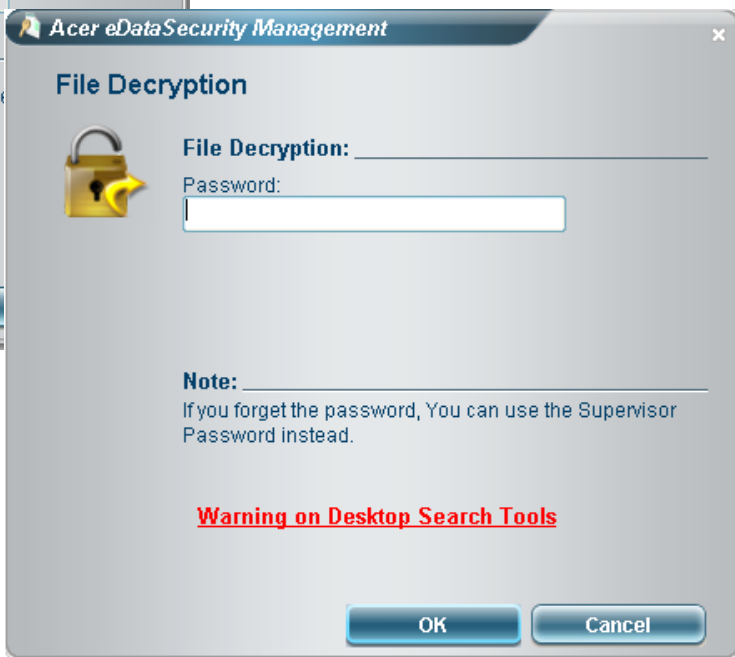 Acer eDataSecurity Management
File Decryption
File Decryption:
Password:
Note:
If you forget the password, You can use the Supervisor
Password instead.
Warning on Desktop Search Tools
OK
Cancel